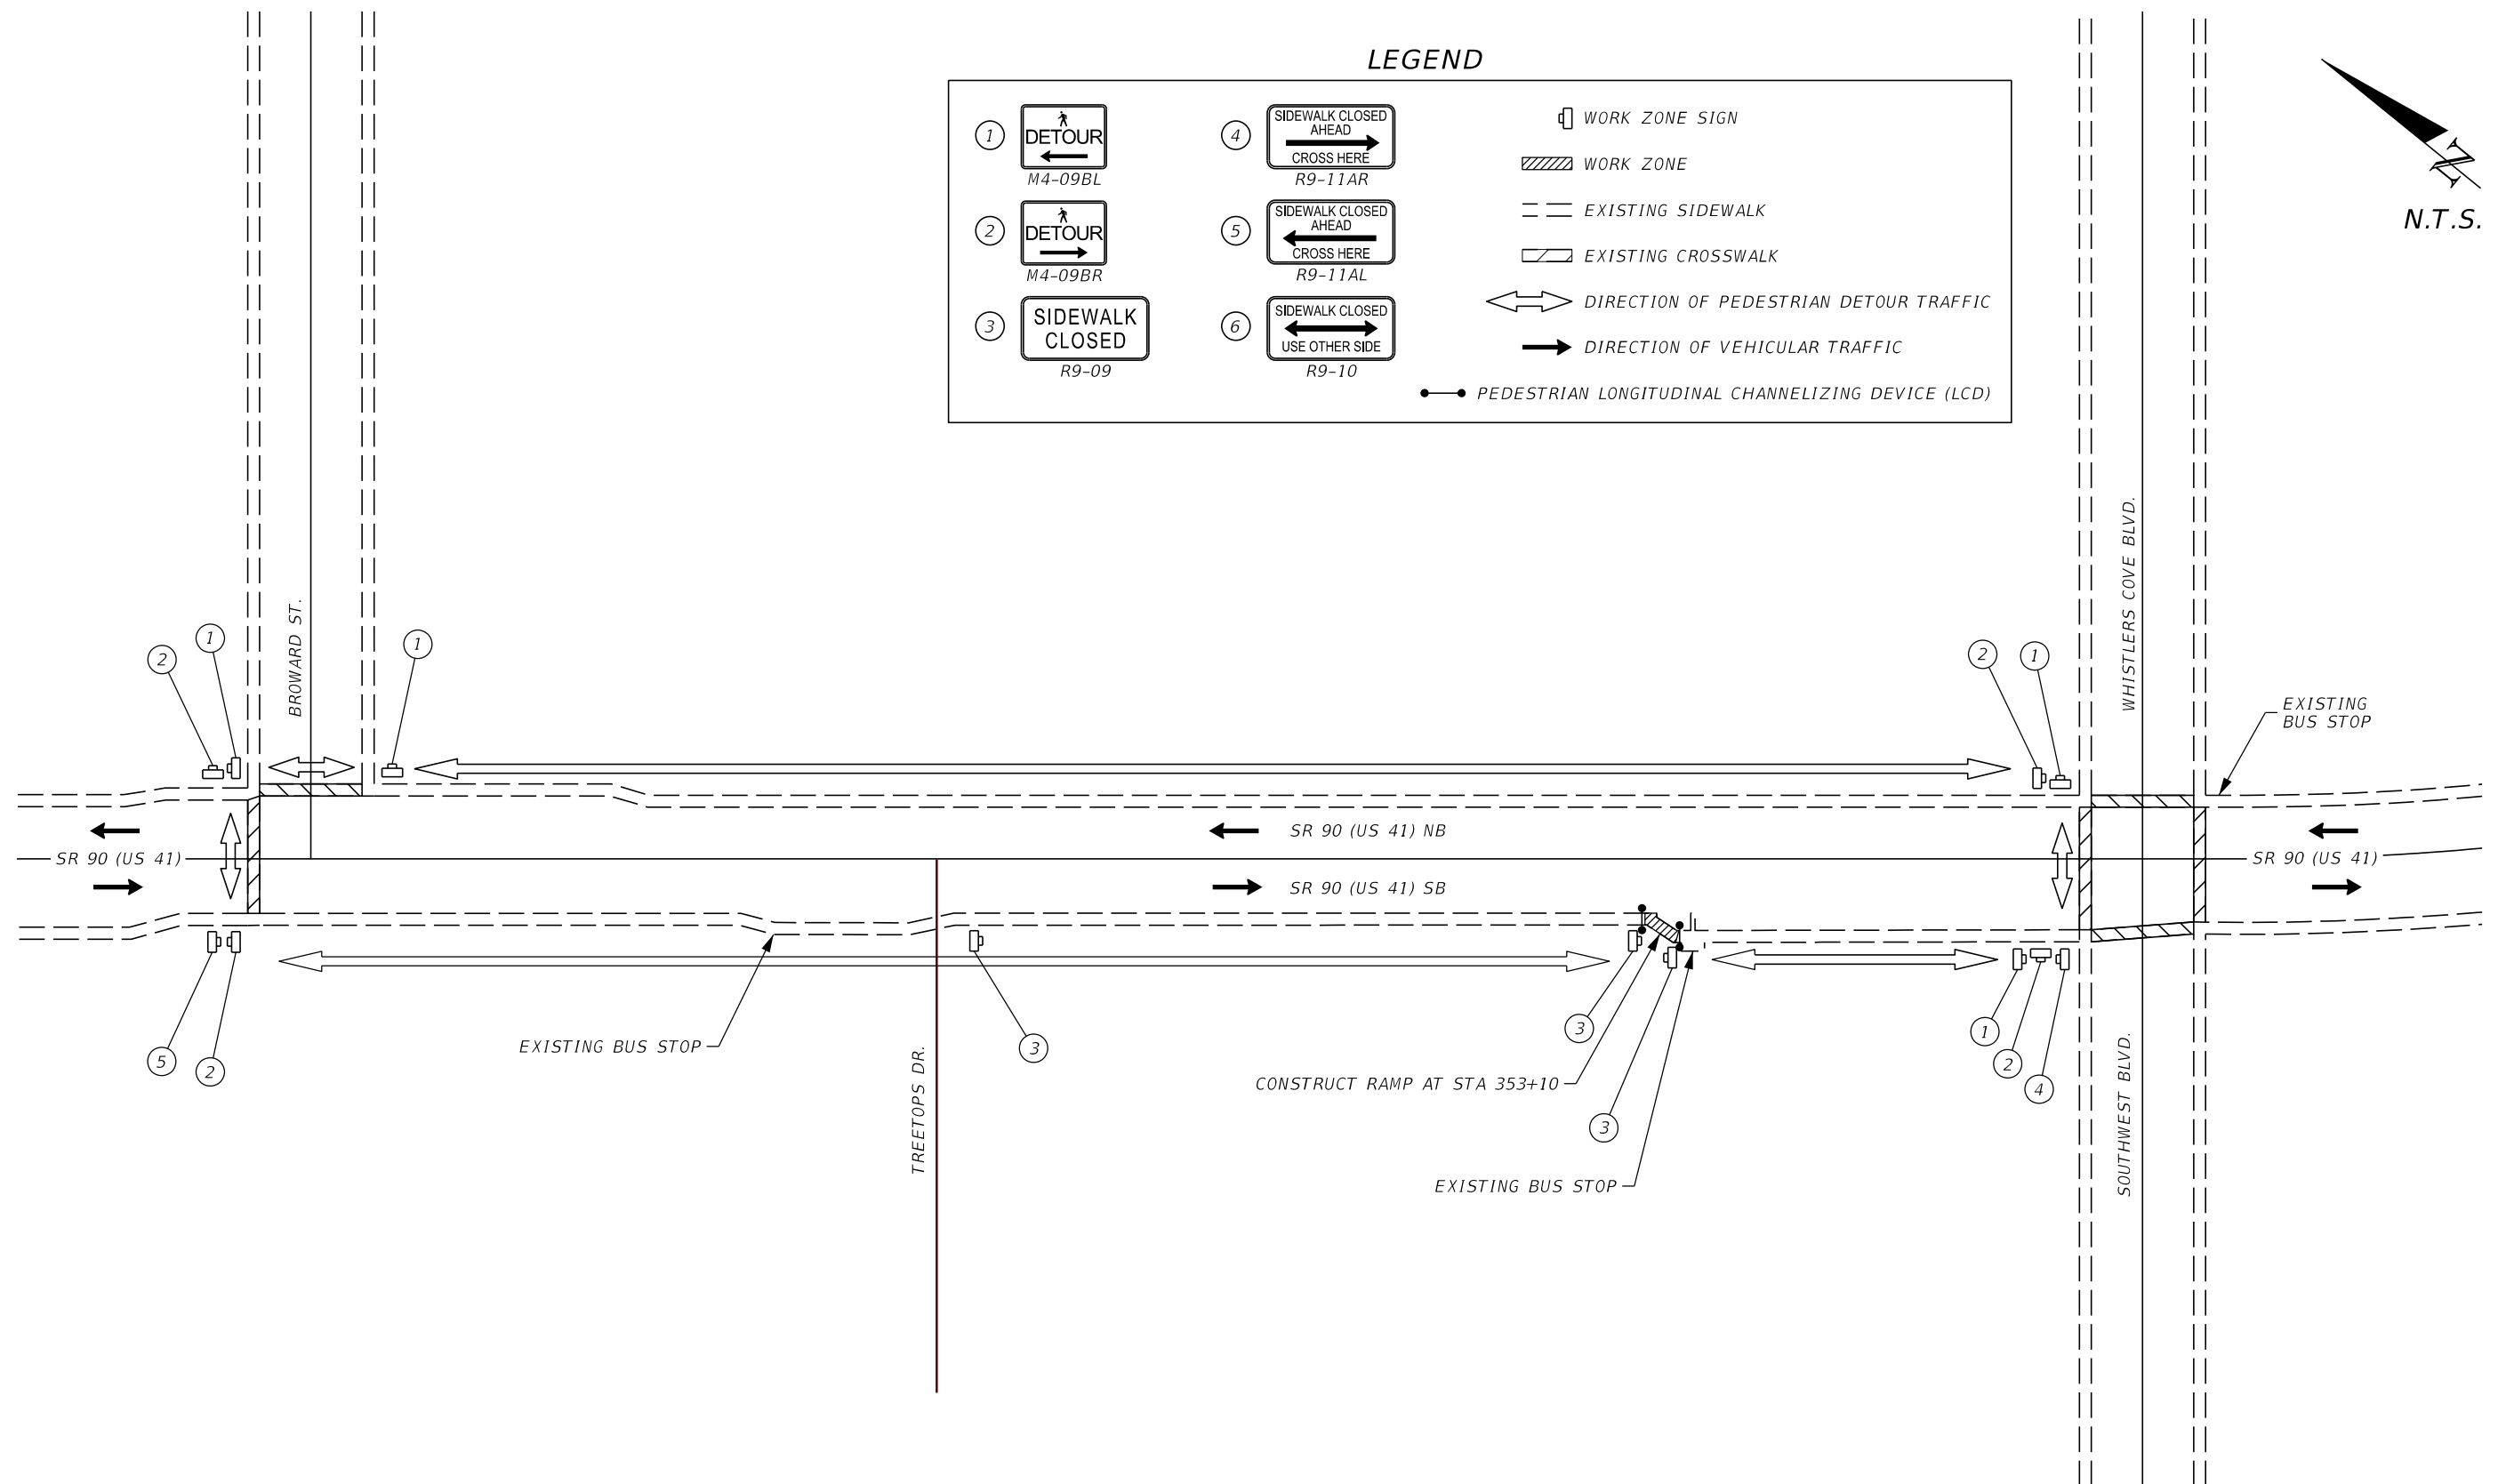 LEGEND
1
DETOUR
M4-09BL
2
DETOUR
M4-09BR
3
SIDEWALK
CLOSED
R9-09
4
SIDEWALK CLOSED
AHEAD
CROSS HERE
R9-11AR
5
SIDEWALK CLOSED
AHEAD
CROSS HERE
R9-11AL
6
SIDEWALK CLOSED
USE OTHER SIDE
R9-10
WORK ZONE SIGN
WORK ZONE
EXISTING SIDEWALK
EXISTING CROSSWALK
DIRECTION OF PEDESTRIAN DETOUR TRAFFIC
DIRECTION OF VEHICULAR TRAFFIC
PEDESTRIAN LONGITUDINAL CHANNELIZING DEVICE (LCD)
N
N.T.S.
BROWARD ST.
WHISTLERS COVE BLVD.
2
1
1
2
1
EXISTING
BUS STOP
SR 90 (US 41) NB
SR 90 (US 41)
SR 90 (US 41)
SR 90 (US 41) SB
EXISTING BUS STOP
5
2
3
3
1
2
4
CONSTRUCT RAMP AT STA 353+10
3
EXISTING BUS STOP
TREETOPS DR.
SOUTHWEST BLVD.